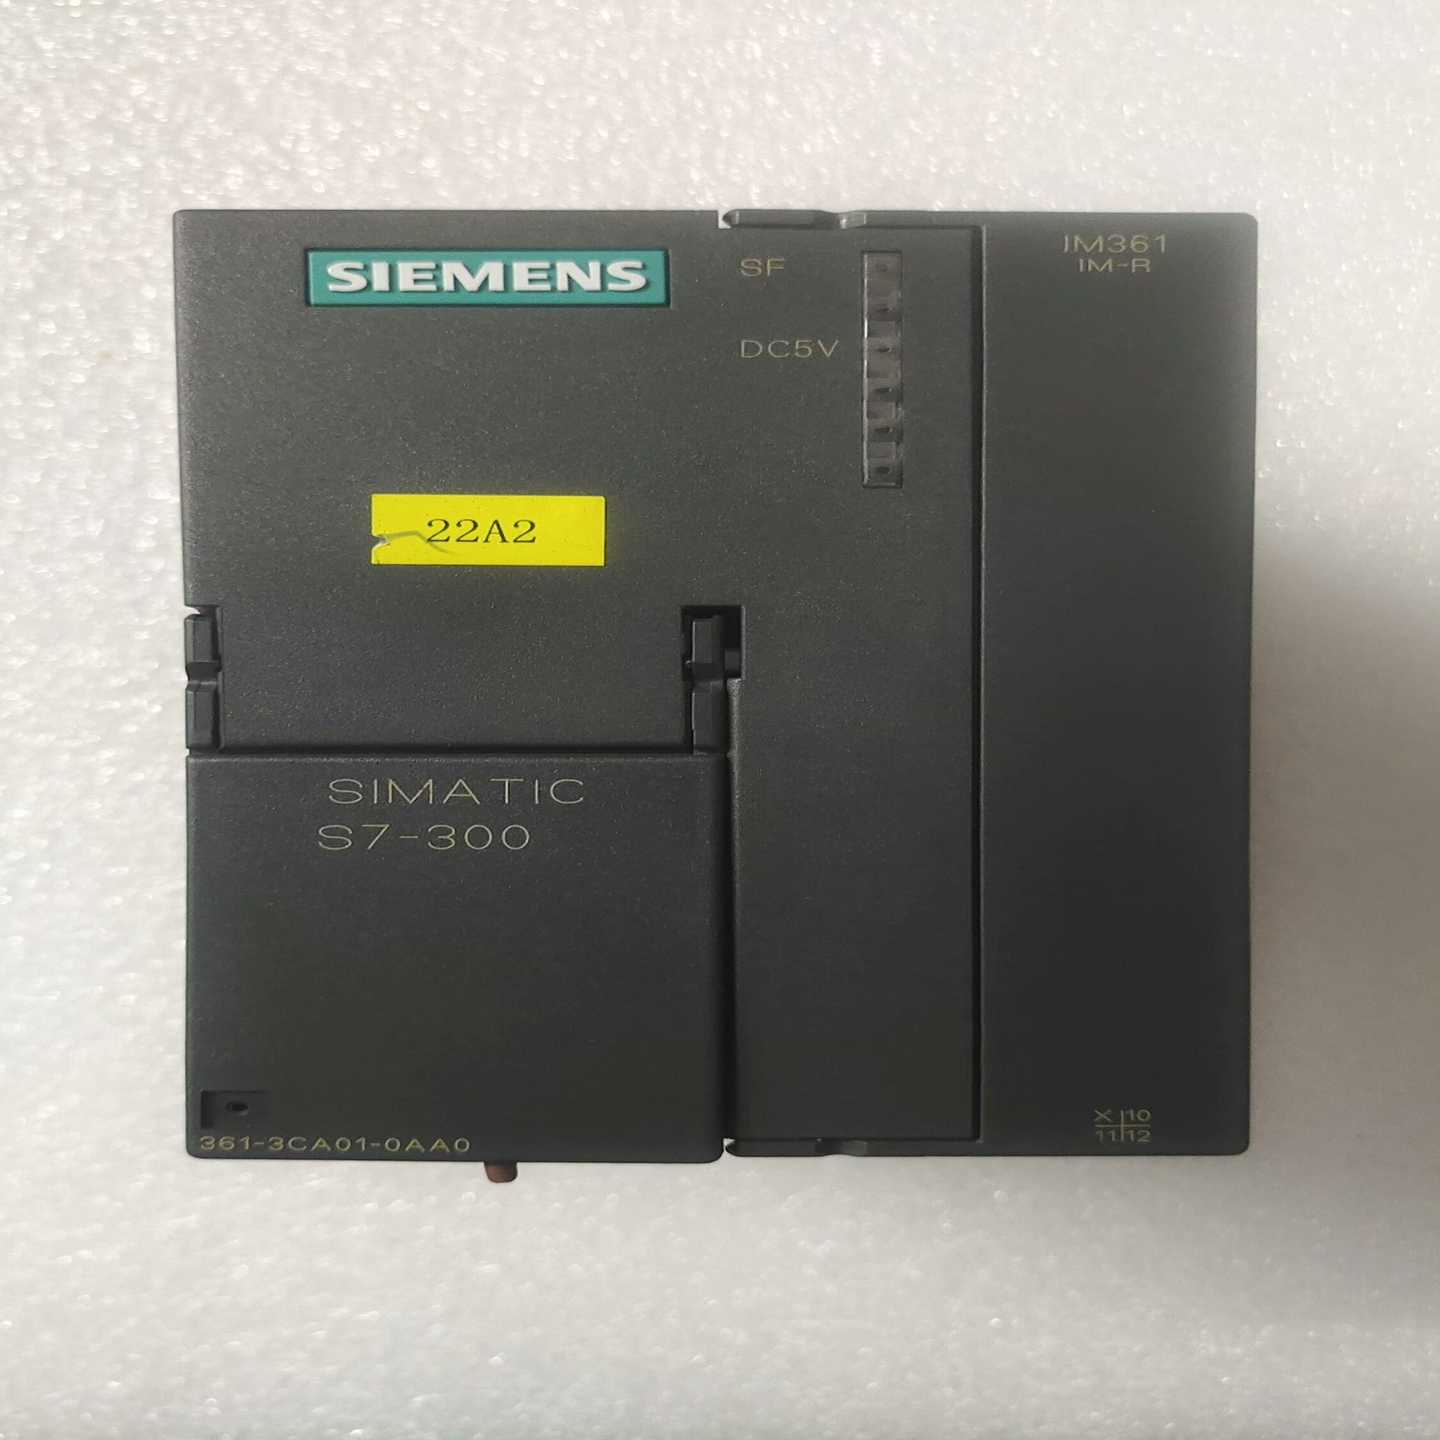 SIEMENS
SF
IM361
IM-R
DC5V
22A2
SIMATIC
S7-300
361-3CA01-0AA0
X 10
11 12